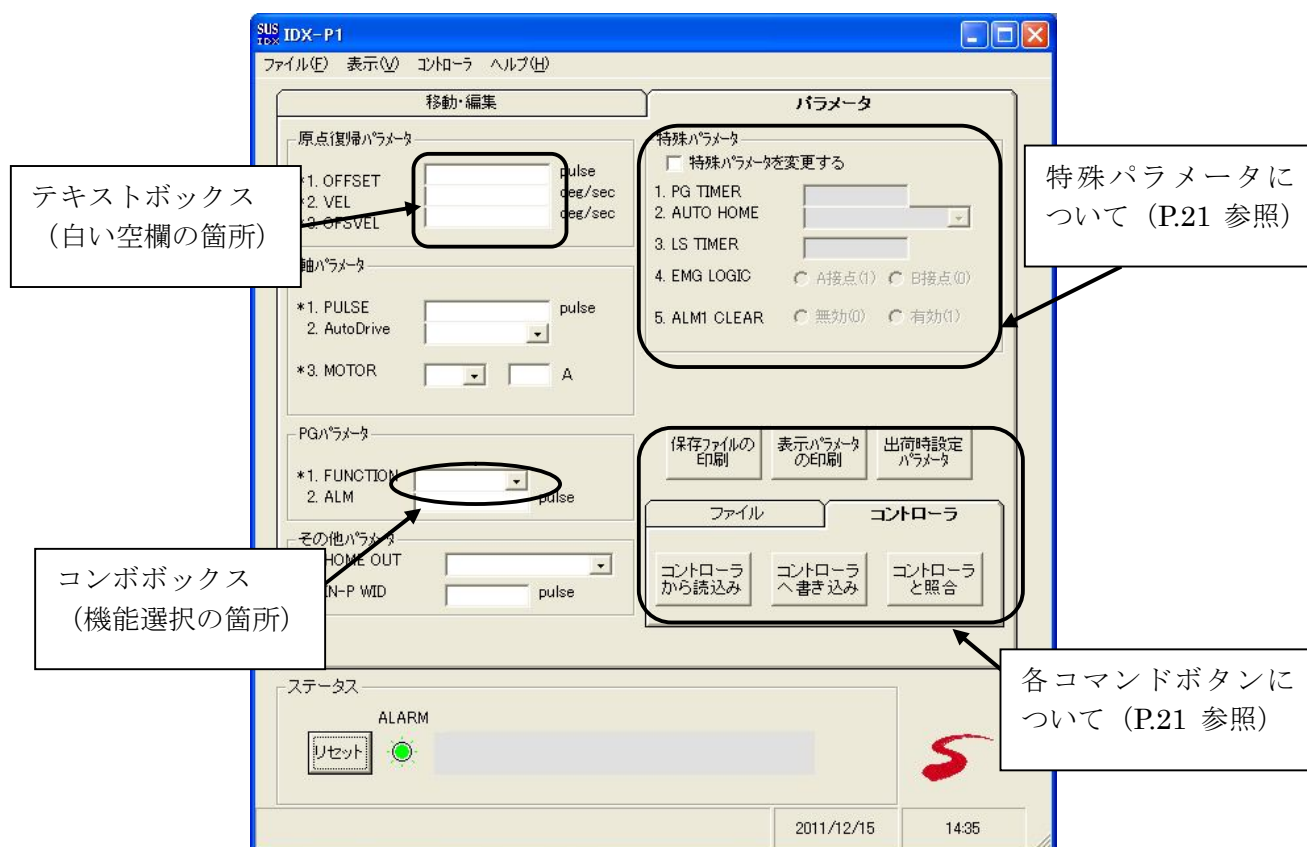 SUS
IDX
IDX-P1
ファイル(F) 表示(V) コントローラ ヘルプ(H)
移動・編集
パラメータ
原点復帰パラメータ
*1. OFFSET pulse
*2. VEL deg/sec
*3. OFSVEL deg/sec
テキストボックス
(白い空欄の箇所)
特殊パラメータ
特殊パラメータを変更する
1. PG TIMER
2. AUTO HOME
3. LS TIMER
4. EMG LOGIC A接点(1) B接点(0)
5. ALM1 CLEAR 無効(0) 有効(1)
特殊パラメータに
ついて(P.21 参照)
軸パラメータ
*1. PULSE pulse
2. AutoDrive
*3. MOTOR A
PGパラメータ
*1. FUNCTION
2. ALM pulse
その他パラメータ
HOME OUT
IN-P WID pulse
コンボボックス
(機能選択の箇所)
保存ファイルの
印刷
表示パラメータ
の印刷
出荷時設定
パラメータ
ファイル
コントローラ
コントローラ
から読込み
コントローラ
へ書き込み
コントローラ
と照合
各コマンドボタンに
ついて(P.21 参照)
ステータス
ALARM
リセット
2011/12/15 14:35